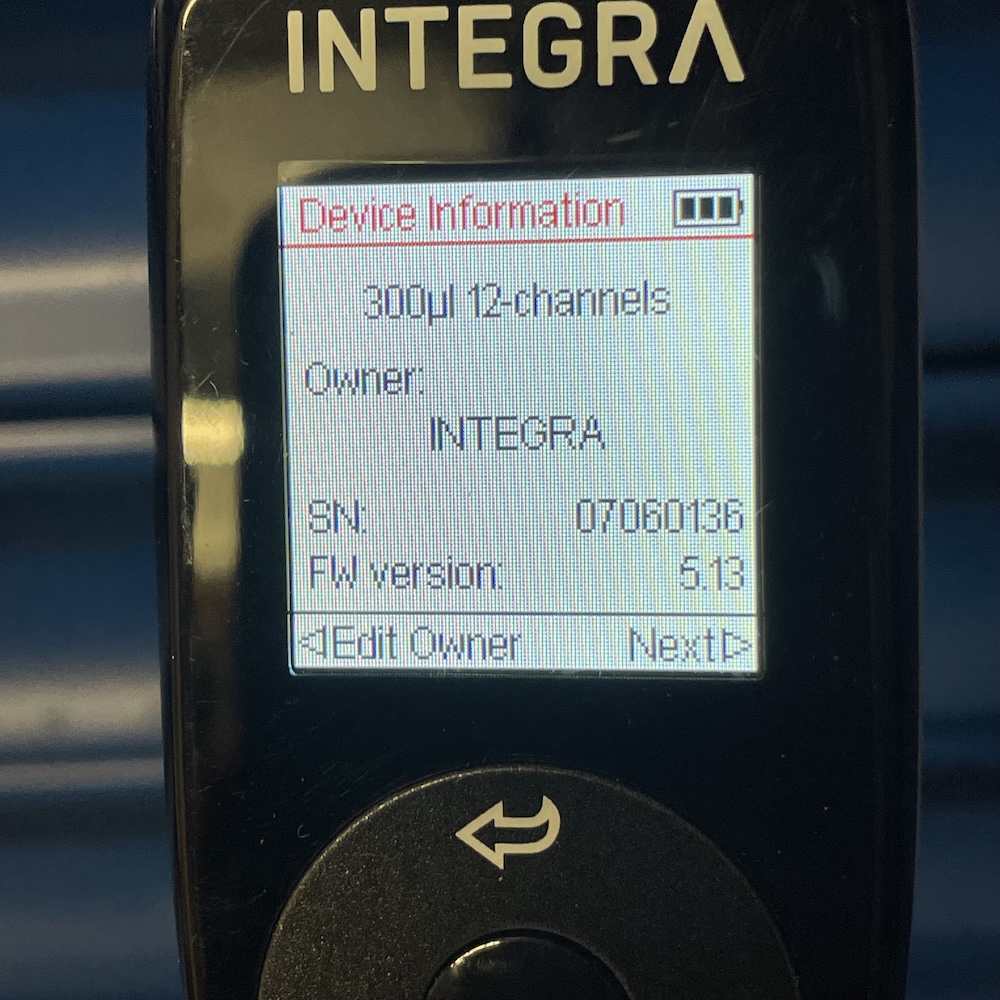 INTEGRA
Device Information
300µl 12-channels
Owner:
INTEGRA
SN: 07060136
FW version: 5.13
Edit Owner Next